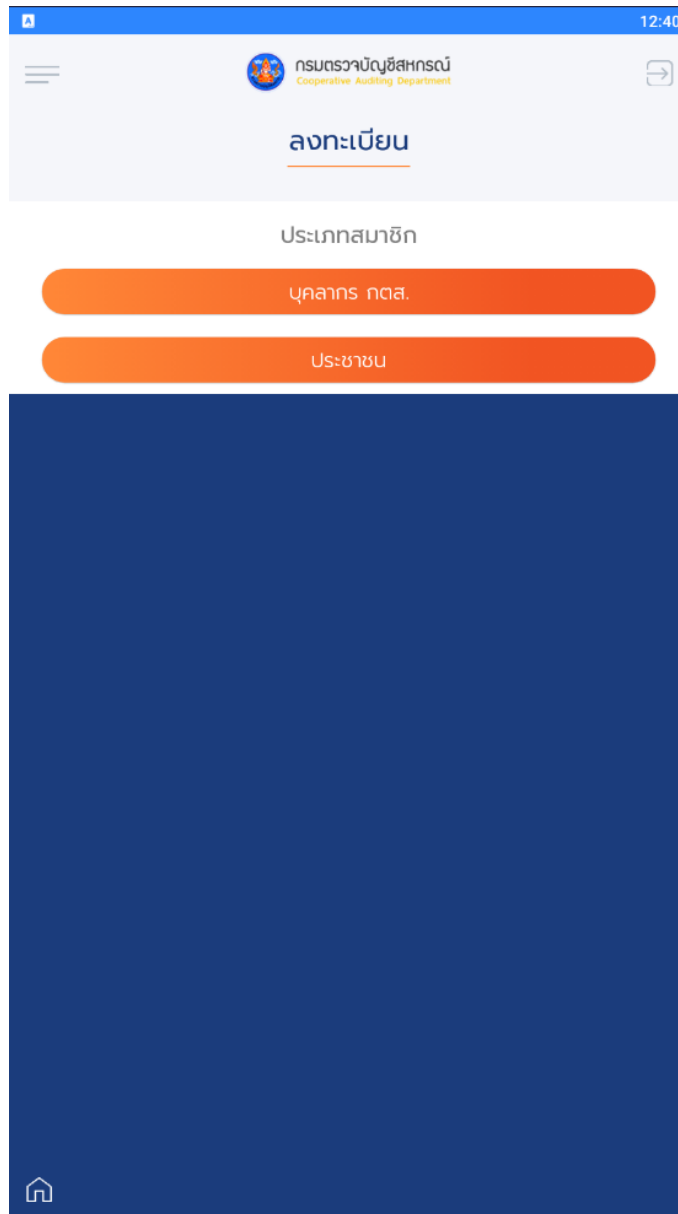 A
12:40
กรมตรวจบัญชีสหกรณ์
Cooperative Auditing Department
ลงทะเบียน
ประเภทสมาชิก
บุคลากร กตส.
ประชาชน